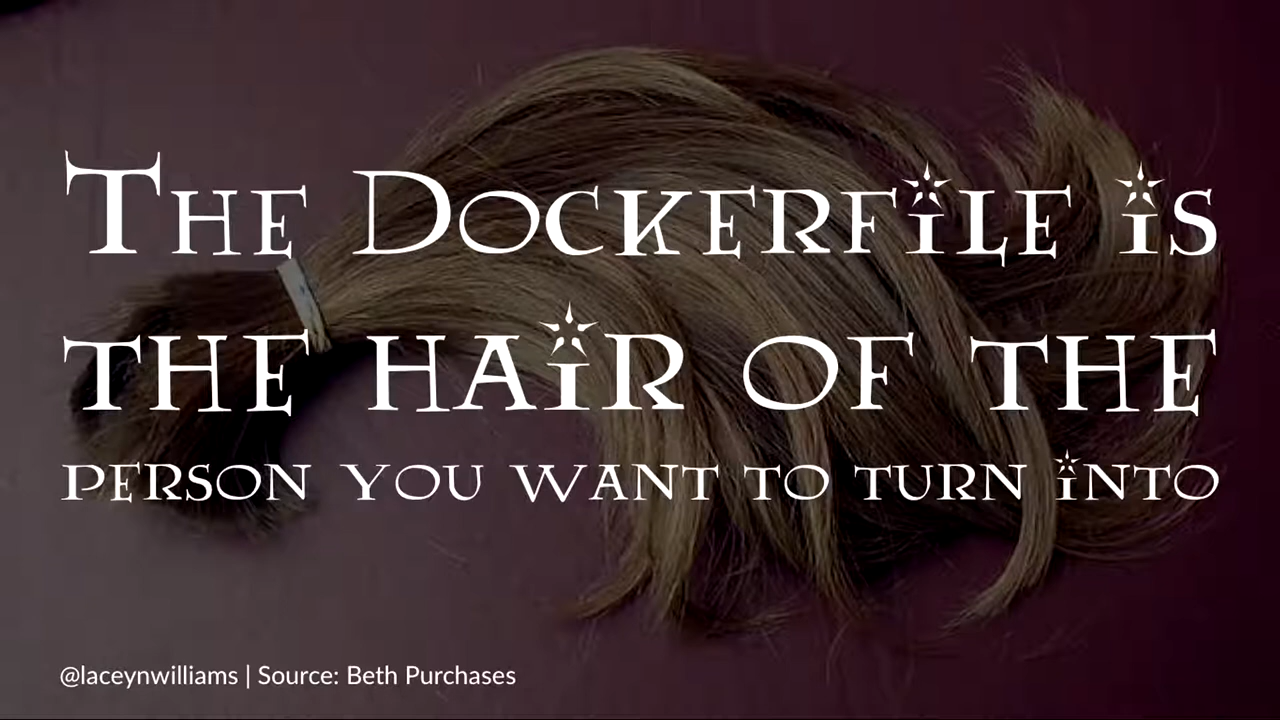 The Dockerfile is
the hair of the
person you want to turn into
@laceynwilliams | Source: Beth Purchases